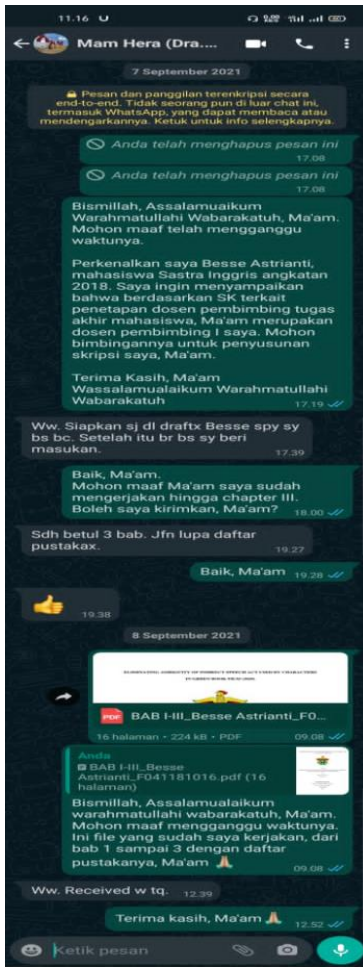 11.16
Mam Hera (Dra....
7 September 2021
Pesan dan panggilan terenkripsi secara
end-to-end. Tidak seorang pun di luar chat ini,
termasuk WhatsApp, yang dapat membaca atau
mendengarkannya. Ketuk untuk info selengkapnya.
Anda telah menghapus pesan ini
17.08
Anda telah menghapus pesan ini
17.08
Bismillah, Assalamuaikum
Warahmatullahi Wabarakatuh, Ma'am.
Mohon maaf telah mengganggu
waktunya.
Perkenalkan saya Besse Astrianti,
mahasiswa Sastra Inggris angkatan
2018. Saya ingin menyampaikan
bahwa berdasarkan SK terkait
penetapan dosen pembimbing tugas
akhir mahasiswa, Ma'am merupakan
dosen pembimbing I saya. Mohon
bimbingannya untuk penyusunan
skripsi saya, Ma'am.
Terima Kasih, Ma'am
Wassalamualaikum Warahmatullahi
Wabarakatuh
17.19
Ww. Siapkan sj dl draftx Besse spy sy
bs bc. Setelah itu br bs sy beri
masukan.
17.39
Baik, Ma'am.
Mohon maaf Ma'am saya sudah
mengerjakan hingga chapter III.
Boleh saya kirimkan, Ma'am?
18.00
Sdh betul 3 bab. Jfn lupa daftar
pustakax.
19.27
Baik, Ma'am
19.28
19.38
8 September 2021
PDF
BAB I-III_Besse Astrianti_F0...
16 halaman • 224 kB • PDF
09.08
Anda
BAB I-III_Besse
Astrianti_F041181016.pdf (16
halaman)
Bismillah, Assalamualaikum
warahmatullahi wabarakatuh, Ma'am.
Mohon maaf mengganggu waktunya.
Ini file yang sudah saya kerjakan, dari
bab 1 sampai 3 dengan daftar
pustakanya, Ma'am
09.08
Ww. Received w tq.
12.39
Terima kasih, Ma'am
12.52
Ketik pesan